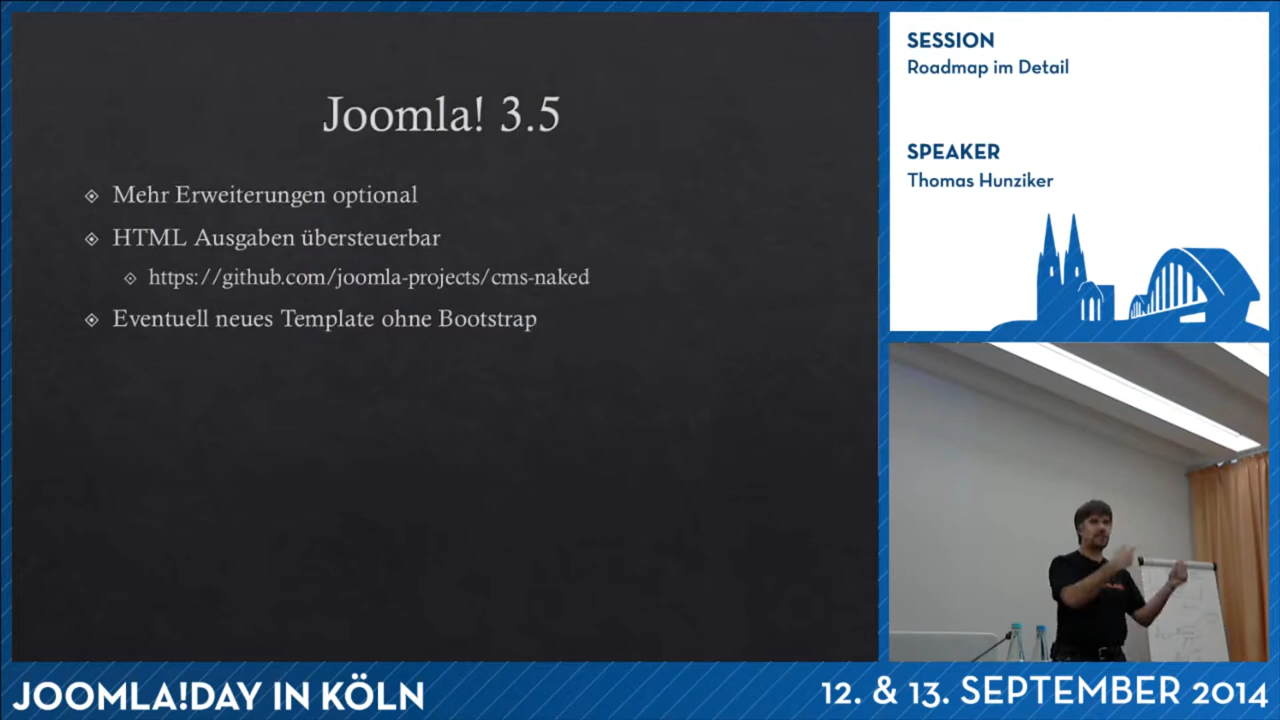 Joomla! 3.5
Mehr Erweiterungen optional
HTML Ausgaben übersteuerbar
https://github.com/joomla-projects/cms-naked
Eventuell neues Template ohne Bootstrap
SESSION
Roadmap im Detail
SPEAKER
Thomas Hunziker
JOOMLA!DAY IN KÖLN
12. & 13. SEPTEMBER 2014